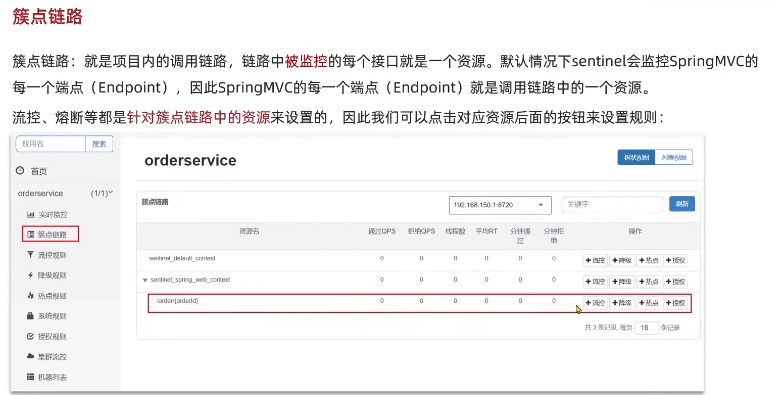 簇点链路
簇点链路：就是项目内的调用链路，链路中被监控的每个接口就是一个资源。默认情况下sentinel会监控SpringMVC的
每一个端点（Endpoint），因此SpringMVC的每一个端点（Endpoint）就是调用链路中的一个资源。
流控、熔断等都是针对簇点链路中的资源来设置的，因此我们可以点击对应资源后面的按钮来设置规则：
应用名 搜索
首页
orderservice (1/1)
实时监控
簇点链路
流控规则
降级规则
热点规则
系统规则
授权规则
集群流控
机器列表
orderservice
树状视图 列表视图
簇点链路 192.168.150.1:8720 关键字 刷新
资源名 通过QPS 拒绝QPS 线程数 平均RT 分钟通过 分钟拒绝 操作
sentinel_default_context 0 0 0 0 0 0 +流控 +降级 +热点 +授权
sentinel_spring_web_context 0 0 0 0 0 0 +流控 +降级 +热点 +授权
/order/{orderId} 0 0 0 0 0 0 +流控 +降级 +热点 +授权
共 3 条记录, 每页 16 条记录